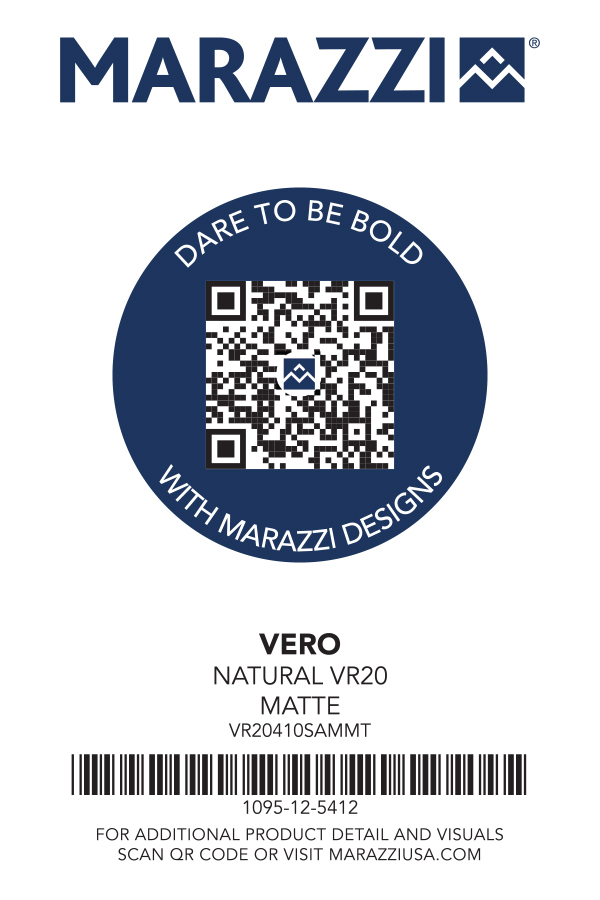 MARAZZI®
DARE TO BE BOLD
WITH MARAZZI DESIGNS
VERO
NATURAL VR20
MATTE
VR20410SAMMT
1095-12-5412
FOR ADDITIONAL PRODUCT DETAIL AND VISUALS
SCAN QR CODE OR VISIT MARAZZIUSA.COM